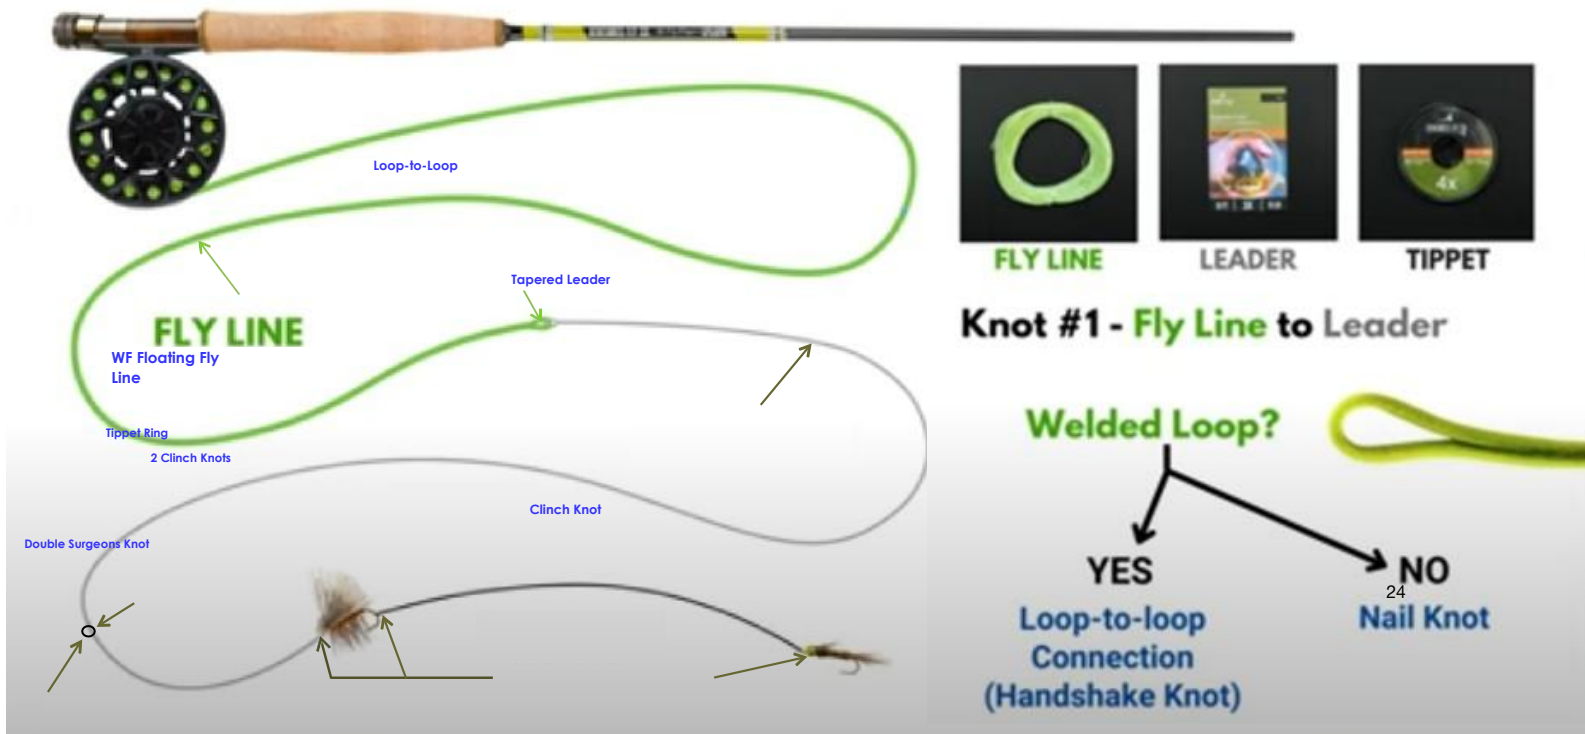 Loop-to-Loop
Tapered Leader
FLY LINE
WF Floating Fly
Line
Tippet Ring
2 Clinch Knots
Clinch Knot
Double Surgeons Knot
4x
FLY LINE
LEADER
TIPPET
Knot #1 - Fly Line to Leader
Welded Loop?
YES
NO
24
Loop-to-loop
Connection
(Handshake Knot)
Nail Knot